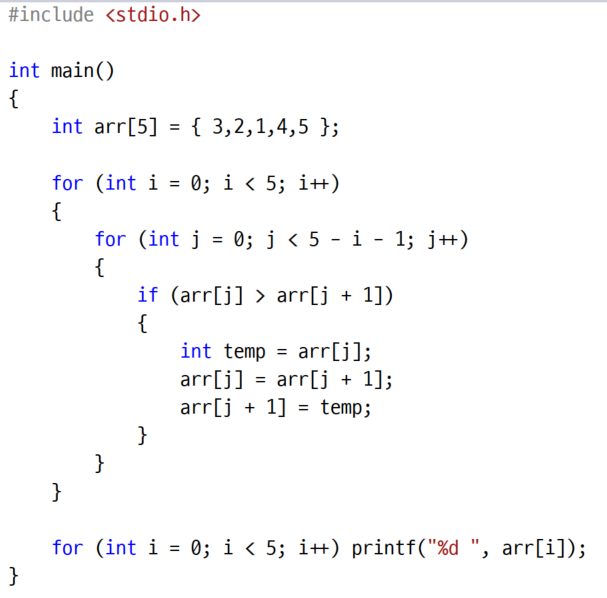 #include <stdio.h>
int main()
{
int arr[5] = { 3,2,1,4,5 };
for (int i = 0; i < 5; i++)
{
for (int j = 0; j < 5 - i - 1; j++)
{
if (arr[j] > arr[j + 1])
{
int temp = arr[j];
arr[j] = arr[j + 1];
arr[j + 1] = temp;
}
}
}
for (int i = 0; i < 5; i++) printf("%d ", arr[i]);
}